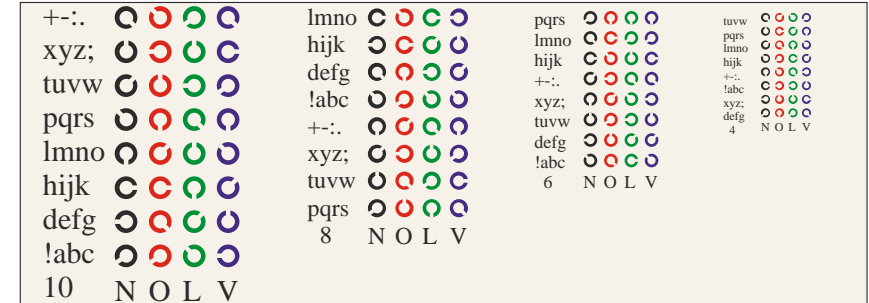 +-:.
xyz;
tuvw
pqrs
lmno
hijk
defg
!abc
10 N O L V
lmno
hijk
defg
!abc
+-:.
xyz;
tuvw
pqrs
8 N O L V
pqrs
lmno
hijk
+-:.
xyz;
tuvw
defg
!abc
6 N O L V
tuvw
pqrs
lmno
hijk
+-:.
!abc
xyz;
defg
4 N O L V